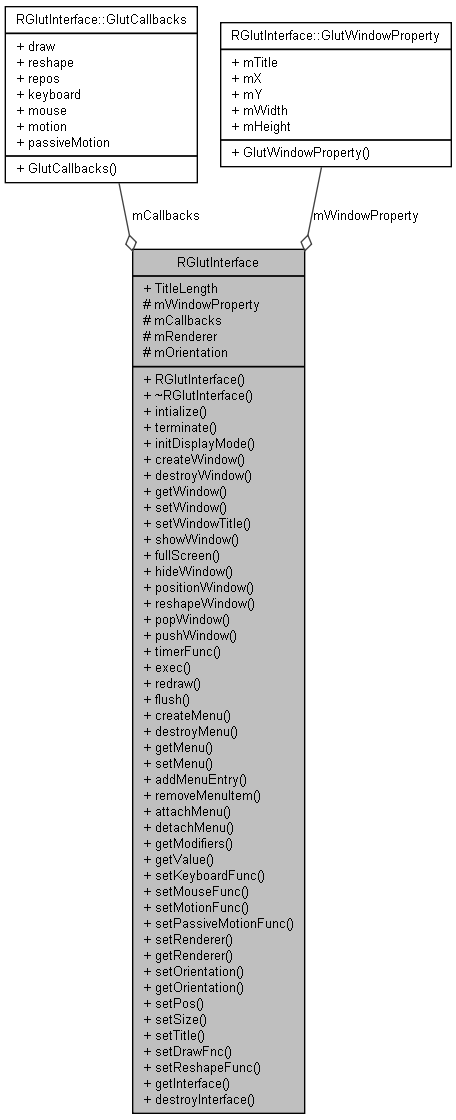 RGlutInterface::GlutCallbacks
+ draw
+ reshape
+ repos
+ keyboard
+ mouse
+ motion
+ passiveMotion
+ GlutCallbacks()
RGlutInterface::GlutWindowProperty
+ mTitle
+ mX
+ mY
+ mWidth
+ mHeight
+ GlutWindowProperty()
mCallbacks
mWindowProperty
RGlutInterface
+ TitleLength
# mWindowProperty
# mCallbacks
# mRenderer
# mOrientation
+ RGlutInterface()
+ ~RGlutInterface()
+ intialize()
+ terminate()
+ initDisplayMode()
+ createWindow()
+ destroyWindow()
+ getWindow()
+ setWindow()
+ setWindowTitle()
+ showWindow()
+ fullScreen()
+ hideWindow()
+ positionWindow()
+ reshapeWindow()
+ popWindow()
+ pushWindow()
+ timerFunc()
+ exec()
+ redraw()
+ flush()
+ createMenu()
+ destroyMenu()
+ getMenu()
+ setMenu()
+ addMenuEntry()
+ removeMenuItem()
+ attachMenu()
+ detachMenu()
+ getModifiers()
+ getValue()
+ setKeyboardFunc()
+ setMouseFunc()
+ setMotionFunc()
+ setPassiveMotionFunc()
+ setRenderer()
+ getRenderer()
+ setOrientation()
+ getOrientation()
+ setPos()
+ setSize()
+ setTitle()
+ setDrawFnc()
+ setReshapeFunc()
+ getInterface()
+ destroyInterface()